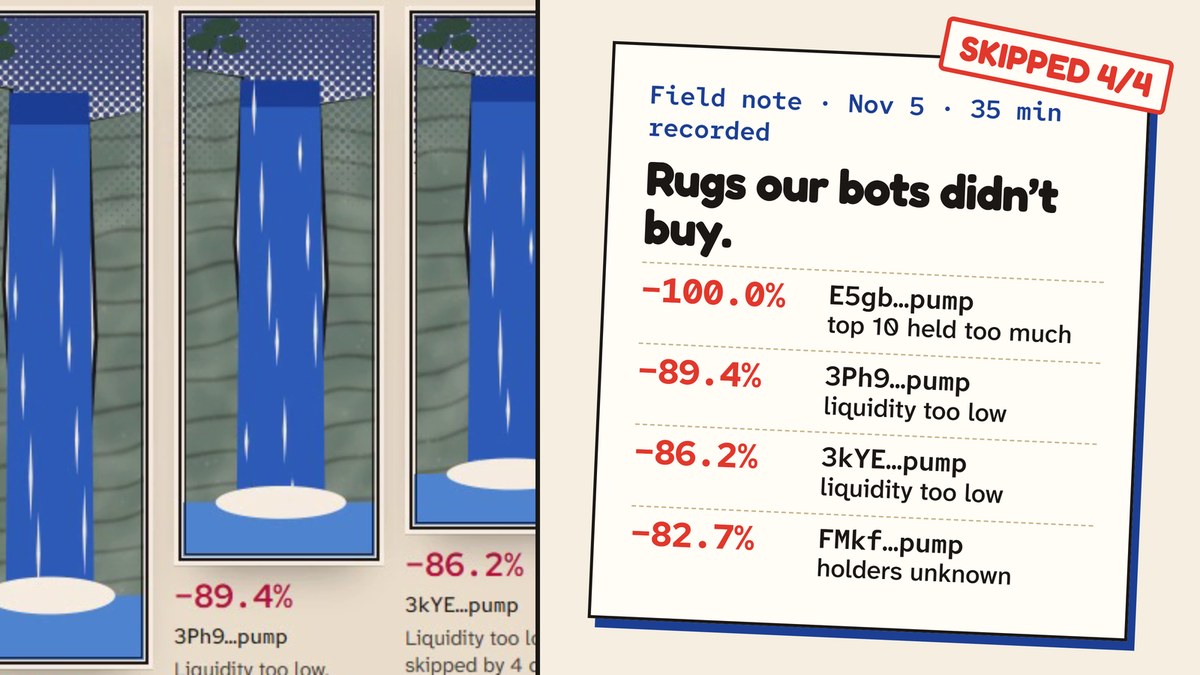 −89.4%
3Ph9…pump
Liquidity too low,
−86.2%
3kYE…pump
Liquidity too
skipped by 4
SKIPPED 4/4
Field note · Nov 5 · 35 min
recorded
Rugs our bots didn’t
buy.
−100.0% E5gb…pump
top 10 held too much
−89.4% 3Ph9…pump
liquidity too low
−86.2% 3kYE…pump
liquidity too low
−82.7% FMkf…pump
holders unknown